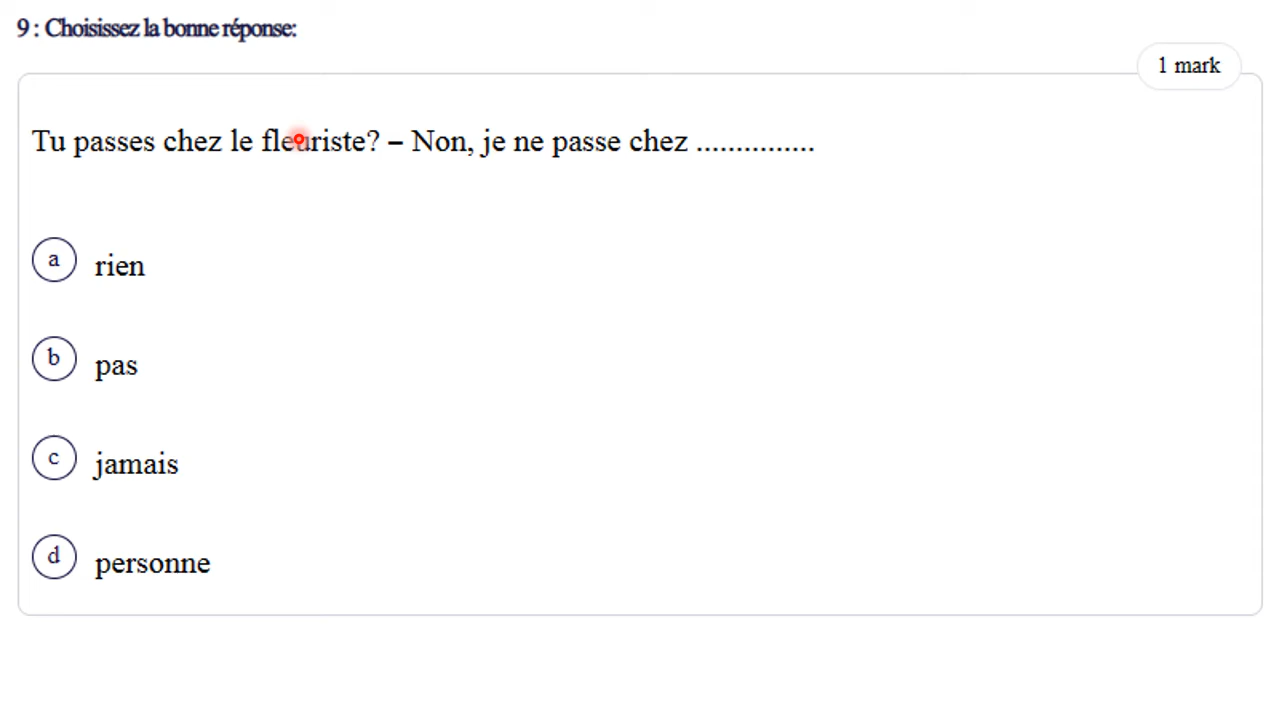 9 : Choisissez la bonne réponse:
1 mark
Tu passes chez le fleuriste? – Non, je ne passe chez ...............
a rien
b pas
c jamais
d personne